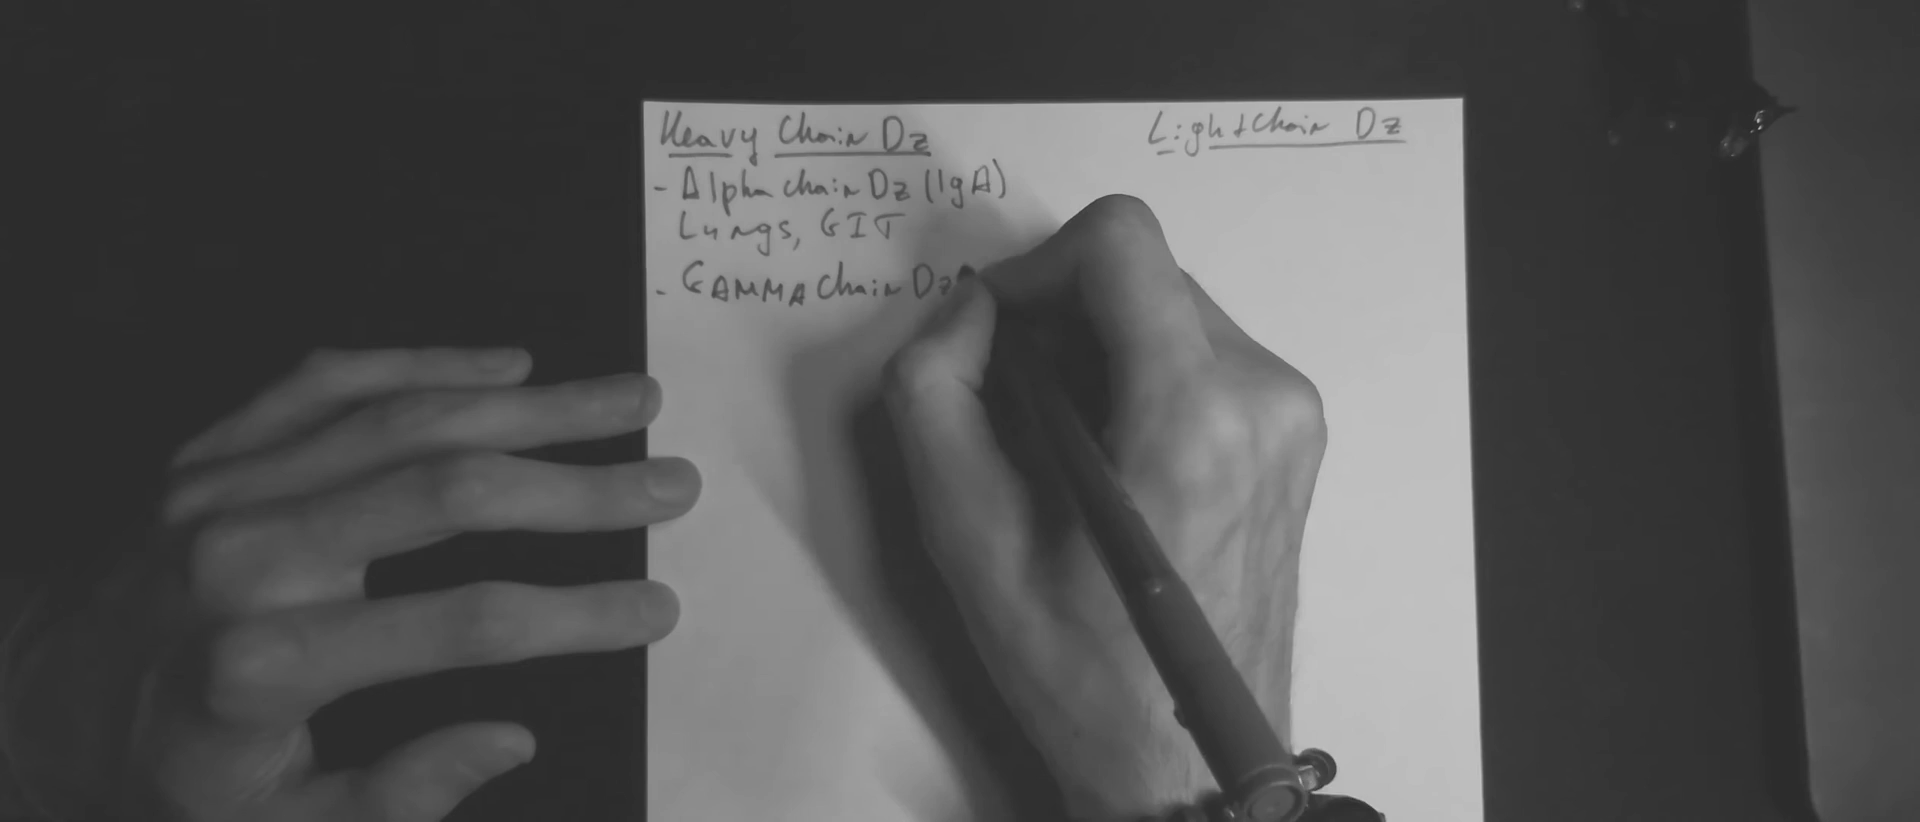 Heavy Chain Dz
Light Chain Dz
- Alpha chain Dz (IgA)
Lungs, GIT
- GAMMA Chain Dz